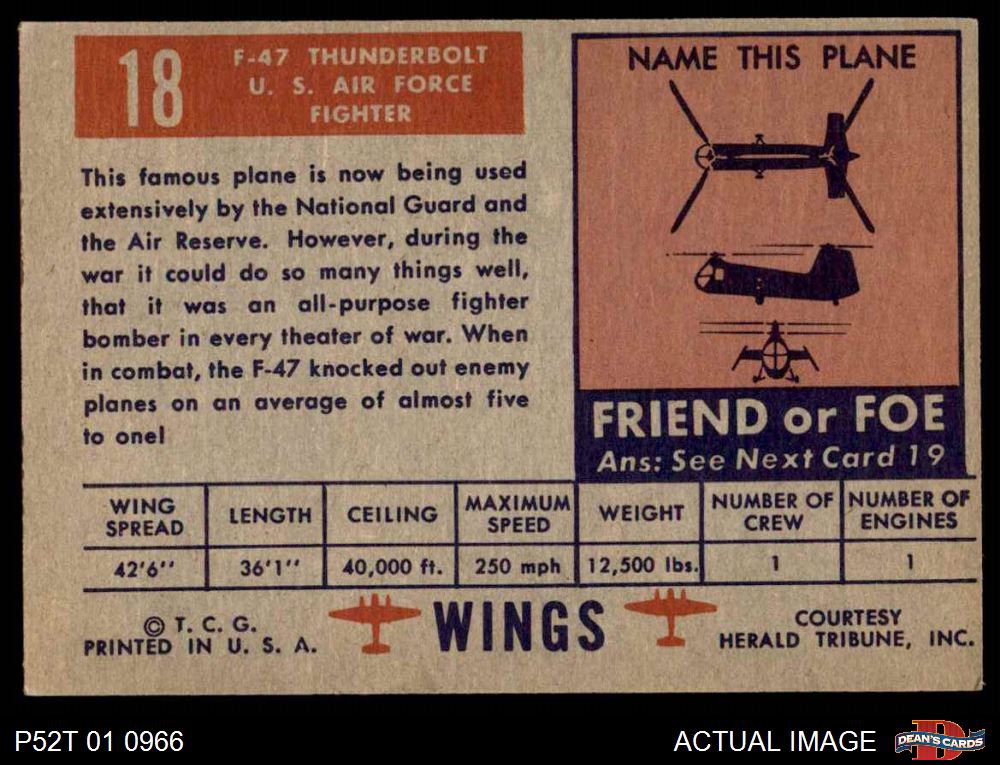 18
F-47 THUNDERBOLT
U. S. AIR FORCE
FIGHTER
This famous plane is now being used
extensively by the National Guard and
the Air Reserve. However, during the
war it could do so many things well,
that it was an all-purpose fighter
bomber in every theater of war. When
in combat, the F-47 knocked out enemy
planes on an average of almost five
to one!
NAME THIS PLANE
FRIEND or FOE
Ans: See Next Card 19
WING SPREAD
LENGTH
CEILING
MAXIMUM SPEED
WEIGHT
NUMBER OF CREW
NUMBER OF ENGINES
42'6''
36'1''
40,000 ft.
250 mph
12,500 lbs.
1
1
© T. C. G.
PRINTED IN U. S. A.
WINGS
COURTESY
HERALD TRIBUNE, INC.
P52T 01 0966
ACTUAL IMAGE
DEAN'S CARDS